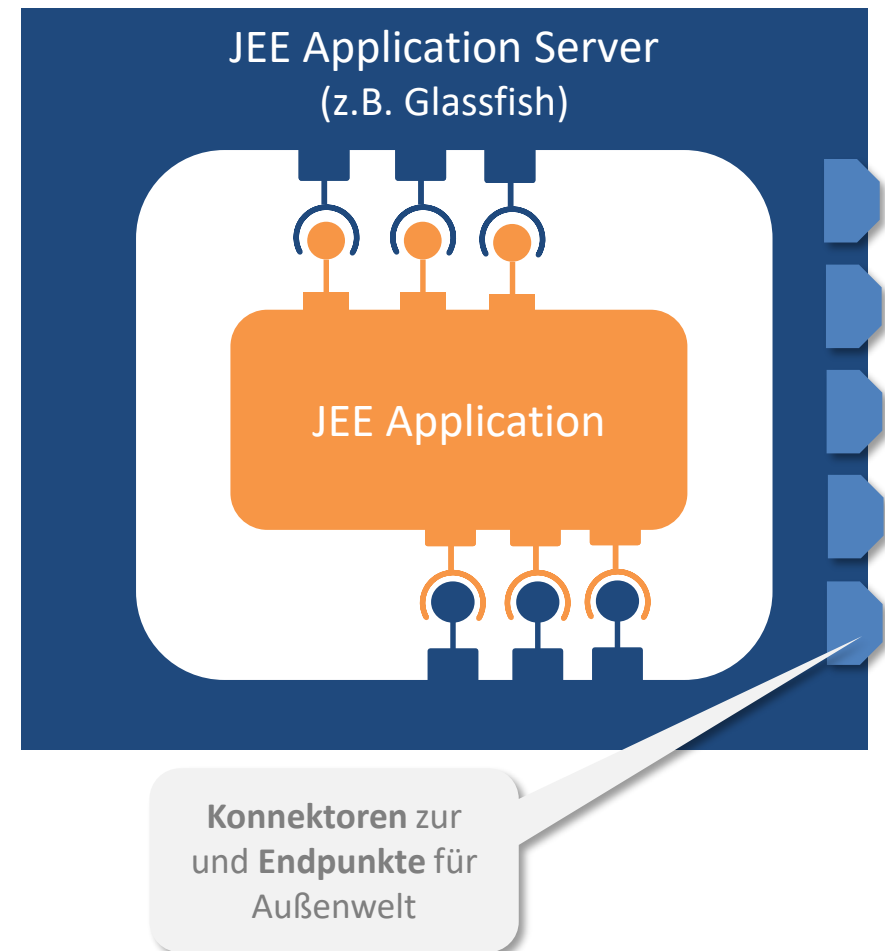 JEE Application Server
(z.B. Glassfish)
JEE Application
Konnektoren zur
und Endpunkte für
Außenwelt